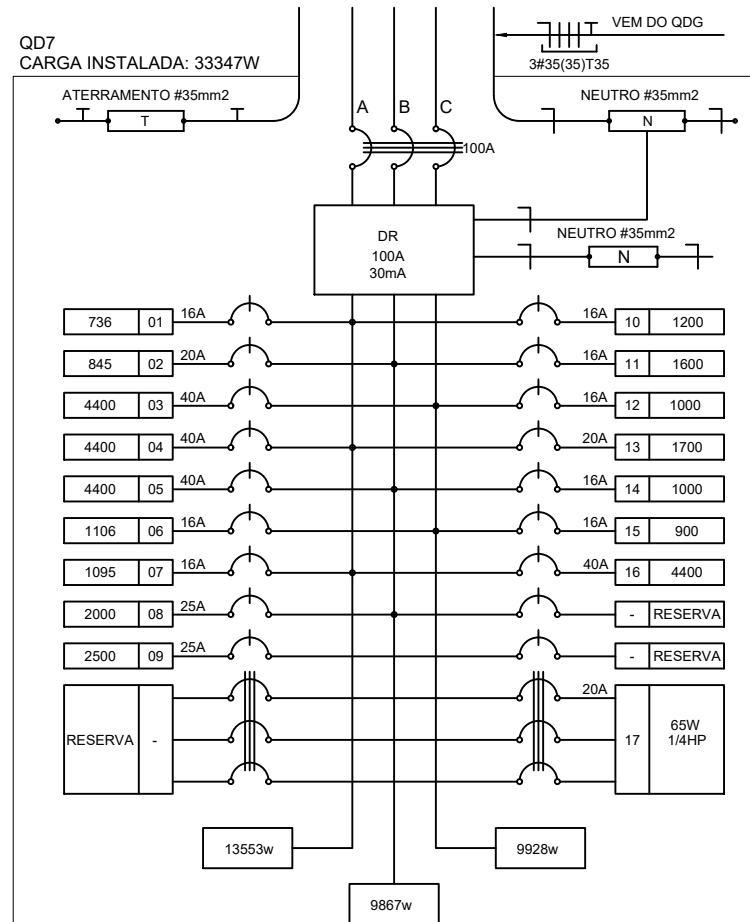 QD7
CARGA INSTALADA: 33347W
VEM DO QDG
3#35(35)T35
ATERRAMENTO #35mm2
T
A
B
C
NEUTRO #35mm2
N
100A
DR
100A
30mA
NEUTRO #35mm2
N
736 01 16A 16A 10 1200
845 02 20A 16A 11 1600
4400 03 40A 16A 12 1000
4400 04 40A 20A 13 1700
4400 05 40A 16A 14 1000
1106 06 16A 16A 15 900
1095 07 16A 40A 16 4400
2000 08 25A - RESERVA
2500 09 25A - RESERVA
RESERVA -
20A
17
65W
1/4HP
13553w
9928w
9867w